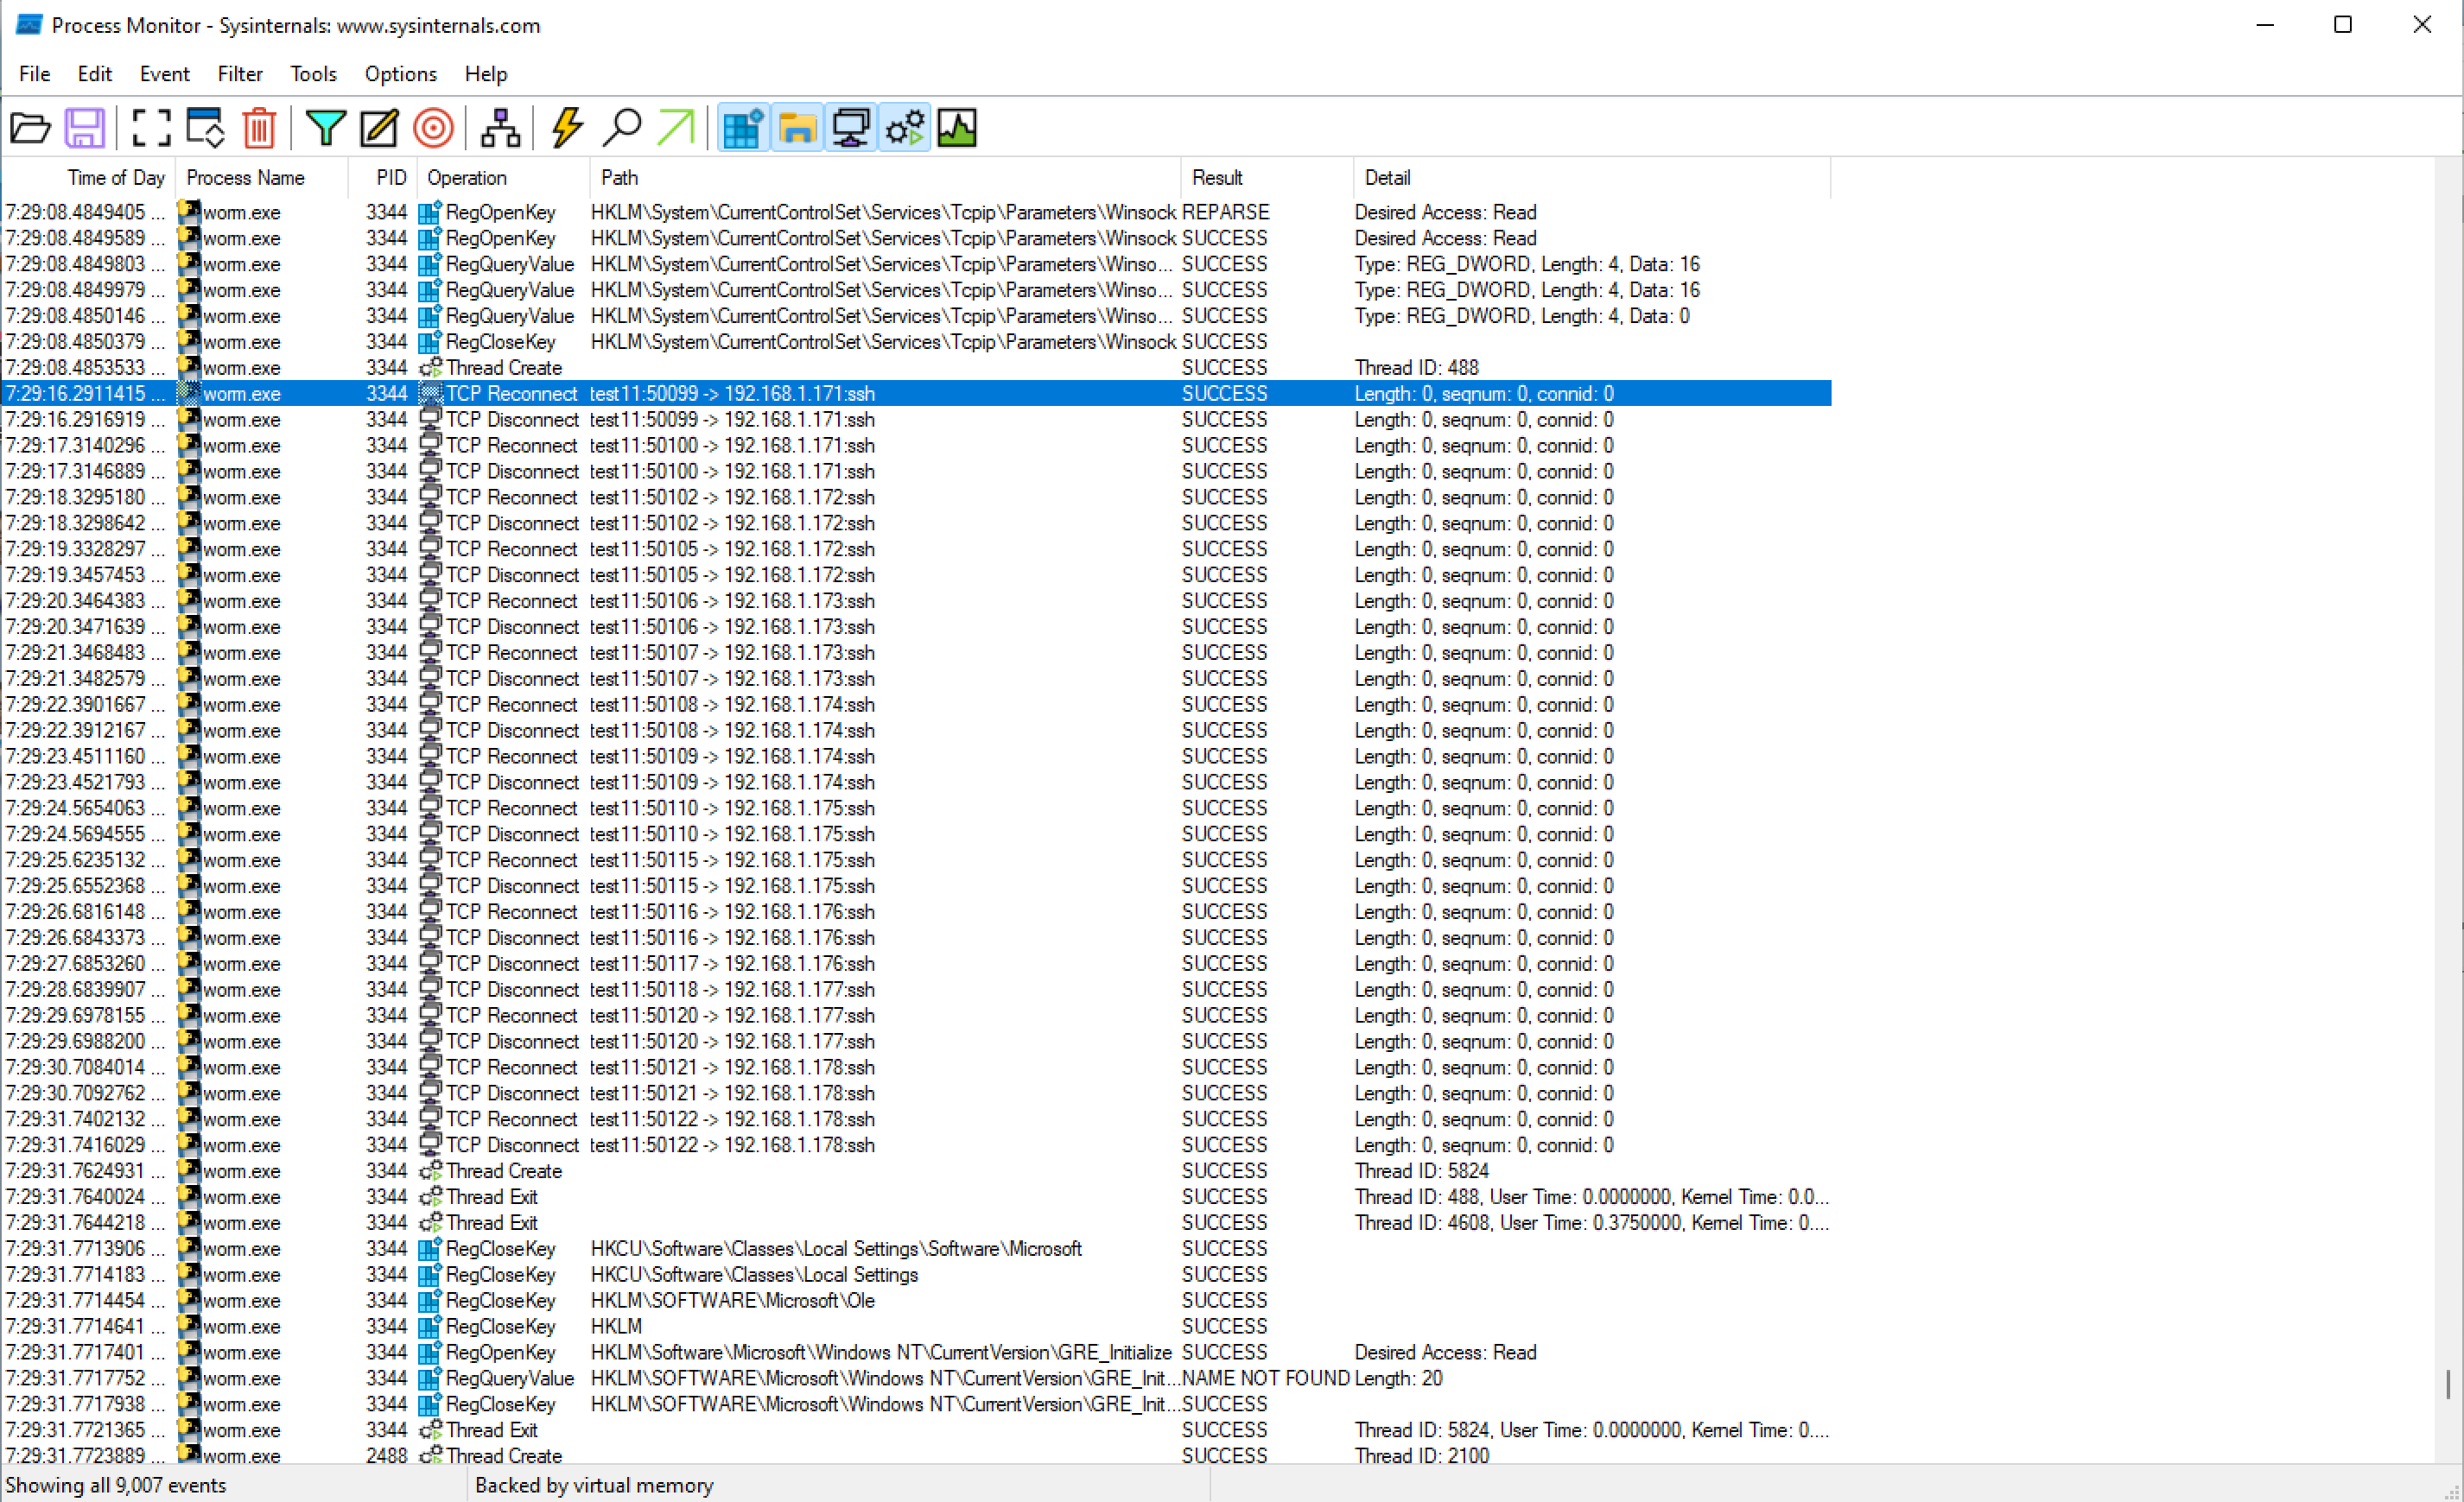 Process Monitor - Sysinternals: www.sysinternals.com
File Edit Event Filter Tools Options Help
Time of Day Process Name PID Operation Path Result Detail
7:29:08.4849405 ... worm.exe 3344 RegOpenKey HKLM\System\CurrentControlSet\Services\Tcpip\Parameters\Winsock REPARSE Desired Access: Read
7:29:08.4849589 ... worm.exe 3344 RegOpenKey HKLM\System\CurrentControlSet\Services\Tcpip\Parameters\Winsock SUCCESS Desired Access: Read
7:29:08.4849803 ... worm.exe 3344 RegQueryValue HKLM\System\CurrentControlSet\Services\Tcpip\Parameters\Winso... SUCCESS Type: REG_DWORD, Length: 4, Data: 16
7:29:08.4849979 ... worm.exe 3344 RegQueryValue HKLM\System\CurrentControlSet\Services\Tcpip\Parameters\Winso... SUCCESS Type: REG_DWORD, Length: 4, Data: 16
7:29:08.4850146 ... worm.exe 3344 RegQueryValue HKLM\System\CurrentControlSet\Services\Tcpip\Parameters\Winso... SUCCESS Type: REG_DWORD, Length: 4, Data: 0
7:29:08.4850379 ... worm.exe 3344 RegCloseKey HKLM\System\CurrentControlSet\Services\Tcpip\Parameters\Winsock SUCCESS
7:29:08.4853533 ... worm.exe 3344 Thread Create SUCCESS Thread ID: 488
7:29:16.2911415 ... worm.exe 3344 TCP Reconnect test11:50099 -> 192.168.1.171:ssh SUCCESS Length: 0, seqnum: 0, connid: 0
7:29:16.2916919 ... worm.exe 3344 TCP Disconnect test11:50099 -> 192.168.1.171:ssh SUCCESS Length: 0, seqnum: 0, connid: 0
7:29:17.3140296 ... worm.exe 3344 TCP Reconnect test11:50100 -> 192.168.1.171:ssh SUCCESS Length: 0, seqnum: 0, connid: 0
7:29:17.3146889 ... worm.exe 3344 TCP Disconnect test11:50100 -> 192.168.1.171:ssh SUCCESS Length: 0, seqnum: 0, connid: 0
7:29:18.3295180 ... worm.exe 3344 TCP Reconnect test11:50102 -> 192.168.1.172:ssh SUCCESS Length: 0, seqnum: 0, connid: 0
7:29:18.3298642 ... worm.exe 3344 TCP Disconnect test11:50102 -> 192.168.1.172:ssh SUCCESS Length: 0, seqnum: 0, connid: 0
7:29:19.3328297 ... worm.exe 3344 TCP Reconnect test11:50105 -> 192.168.1.172:ssh SUCCESS Length: 0, seqnum: 0, connid: 0
7:29:19.3457453 ... worm.exe 3344 TCP Disconnect test11:50105 -> 192.168.1.172:ssh SUCCESS Length: 0, seqnum: 0, connid: 0
7:29:20.3464383 ... worm.exe 3344 TCP Reconnect test11:50106 -> 192.168.1.173:ssh SUCCESS Length: 0, seqnum: 0, connid: 0
7:29:20.3471639 ... worm.exe 3344 TCP Disconnect test11:50106 -> 192.168.1.173:ssh SUCCESS Length: 0, seqnum: 0, connid: 0
7:29:21.3468483 ... worm.exe 3344 TCP Reconnect test11:50107 -> 192.168.1.173:ssh SUCCESS Length: 0, seqnum: 0, connid: 0
7:29:21.3482579 ... worm.exe 3344 TCP Disconnect test11:50107 -> 192.168.1.173:ssh SUCCESS Length: 0, seqnum: 0, connid: 0
7:29:22.3901667 ... worm.exe 3344 TCP Reconnect test11:50108 -> 192.168.1.174:ssh SUCCESS Length: 0, seqnum: 0, connid: 0
7:29:22.3912167 ... worm.exe 3344 TCP Disconnect test11:50108 -> 192.168.1.174:ssh SUCCESS Length: 0, seqnum: 0, connid: 0
7:29:23.4511160 ... worm.exe 3344 TCP Reconnect test11:50109 -> 192.168.1.174:ssh SUCCESS Length: 0, seqnum: 0, connid: 0
7:29:23.4521793 ... worm.exe 3344 TCP Disconnect test11:50109 -> 192.168.1.174:ssh SUCCESS Length: 0, seqnum: 0, connid: 0
7:29:24.5654063 ... worm.exe 3344 TCP Reconnect test11:50110 -> 192.168.1.175:ssh SUCCESS Length: 0, seqnum: 0, connid: 0
7:29:24.5694555 ... worm.exe 3344 TCP Disconnect test11:50110 -> 192.168.1.175:ssh SUCCESS Length: 0, seqnum: 0, connid: 0
7:29:25.6235132 ... worm.exe 3344 TCP Reconnect test11:50115 -> 192.168.1.175:ssh SUCCESS Length: 0, seqnum: 0, connid: 0
7:29:25.6552368 ... worm.exe 3344 TCP Disconnect test11:50115 -> 192.168.1.175:ssh SUCCESS Length: 0, seqnum: 0, connid: 0
7:29:26.6816148 ... worm.exe 3344 TCP Reconnect test11:50116 -> 192.168.1.176:ssh SUCCESS Length: 0, seqnum: 0, connid: 0
7:29:26.6843373 ... worm.exe 3344 TCP Disconnect test11:50116 -> 192.168.1.176:ssh SUCCESS Length: 0, seqnum: 0, connid: 0
7:29:27.6853260 ... worm.exe 3344 TCP Disconnect test11:50117 -> 192.168.1.176:ssh SUCCESS Length: 0, seqnum: 0, connid: 0
7:29:28.6839907 ... worm.exe 3344 TCP Disconnect test11:50118 -> 192.168.1.177:ssh SUCCESS Length: 0, seqnum: 0, connid: 0
7:29:29.6978155 ... worm.exe 3344 TCP Reconnect test11:50120 -> 192.168.1.177:ssh SUCCESS Length: 0, seqnum: 0, connid: 0
7:29:29.6988200 ... worm.exe 3344 TCP Disconnect test11:50120 -> 192.168.1.177:ssh SUCCESS Length: 0, seqnum: 0, connid: 0
7:29:30.7084014 ... worm.exe 3344 TCP Reconnect test11:50121 -> 192.168.1.178:ssh SUCCESS Length: 0, seqnum: 0, connid: 0
7:29:30.7092762 ... worm.exe 3344 TCP Disconnect test11:50121 -> 192.168.1.178:ssh SUCCESS Length: 0, seqnum: 0, connid: 0
7:29:31.7402132 ... worm.exe 3344 TCP Reconnect test11:50122 -> 192.168.1.178:ssh SUCCESS Length: 0, seqnum: 0, connid: 0
7:29:31.7416029 ... worm.exe 3344 TCP Disconnect test11:50122 -> 192.168.1.178:ssh SUCCESS Length: 0, seqnum: 0, connid: 0
7:29:31.7624931 ... worm.exe 3344 Thread Create SUCCESS Thread ID: 5824
7:29:31.7640024 ... worm.exe 3344 Thread Exit SUCCESS Thread ID: 488, User Time: 0.0000000, Kernel Time: 0.0...
7:29:31.7644218 ... worm.exe 3344 Thread Exit SUCCESS Thread ID: 4608, User Time: 0.3750000, Kernel Time: 0....
7:29:31.7713906 ... worm.exe 3344 RegCloseKey HKCU\Software\Classes\Local Settings\Software\Microsoft SUCCESS
7:29:31.7714183 ... worm.exe 3344 RegCloseKey HKCU\Software\Classes\Local Settings SUCCESS
7:29:31.7714454 ... worm.exe 3344 RegCloseKey HKLM\SOFTWARE\Microsoft\Ole SUCCESS
7:29:31.7714641 ... worm.exe 3344 RegCloseKey HKLM SUCCESS
7:29:31.7717401 ... worm.exe 3344 RegOpenKey HKLM\Software\Microsoft\Windows NT\CurrentVersion\GRE_Initialize SUCCESS Desired Access: Read
7:29:31.7717752 ... worm.exe 3344 RegQueryValue HKLM\SOFTWARE\Microsoft\Windows NT\CurrentVersion\GRE_Init... NAME NOT FOUND Length: 20
7:29:31.7717938 ... worm.exe 3344 RegCloseKey HKLM\SOFTWARE\Microsoft\Windows NT\CurrentVersion\GRE_Init... SUCCESS
7:29:31.7721365 ... worm.exe 3344 Thread Exit SUCCESS Thread ID: 5824, User Time: 0.0000000, Kernel Time: 0....
7:29:31.7723889 ... worm.exe 2488 Thread Create SUCCESS Thread ID: 2100
Showing all 9,007 events Backed by virtual memory